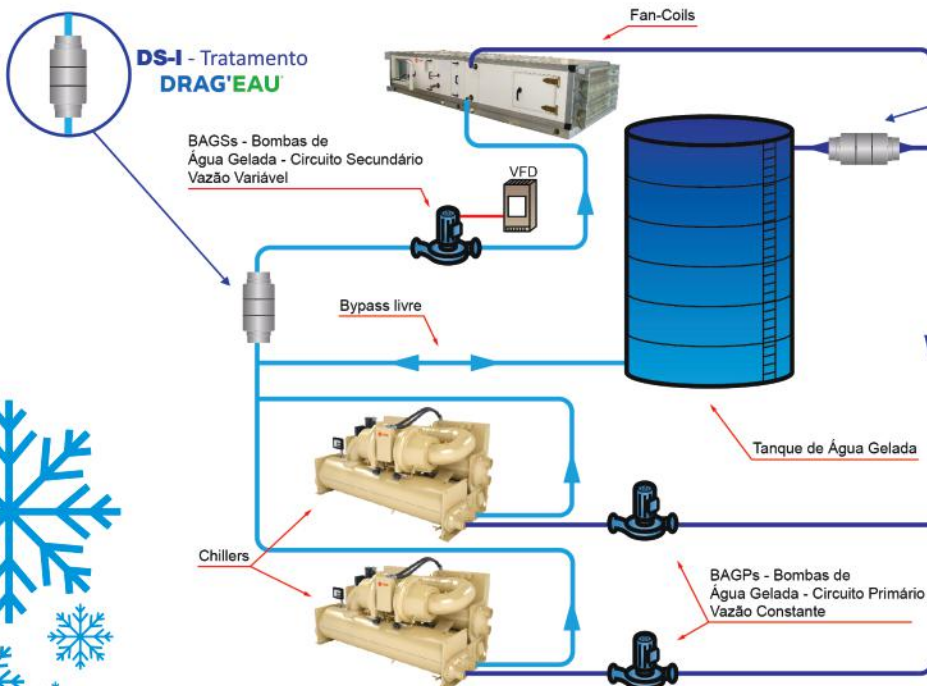 DS-I - Tratamento
DRAG'EAU
Fan-Coils
BAGSs - Bombas de
Água Gelada - Circuito Secundário
Vazão Variável
VFD
Bypass livre
Tanque de Água Gelada
Chillers
BAGPs - Bombas de
Água Gelada - Circuito Primário
Vazão Constante